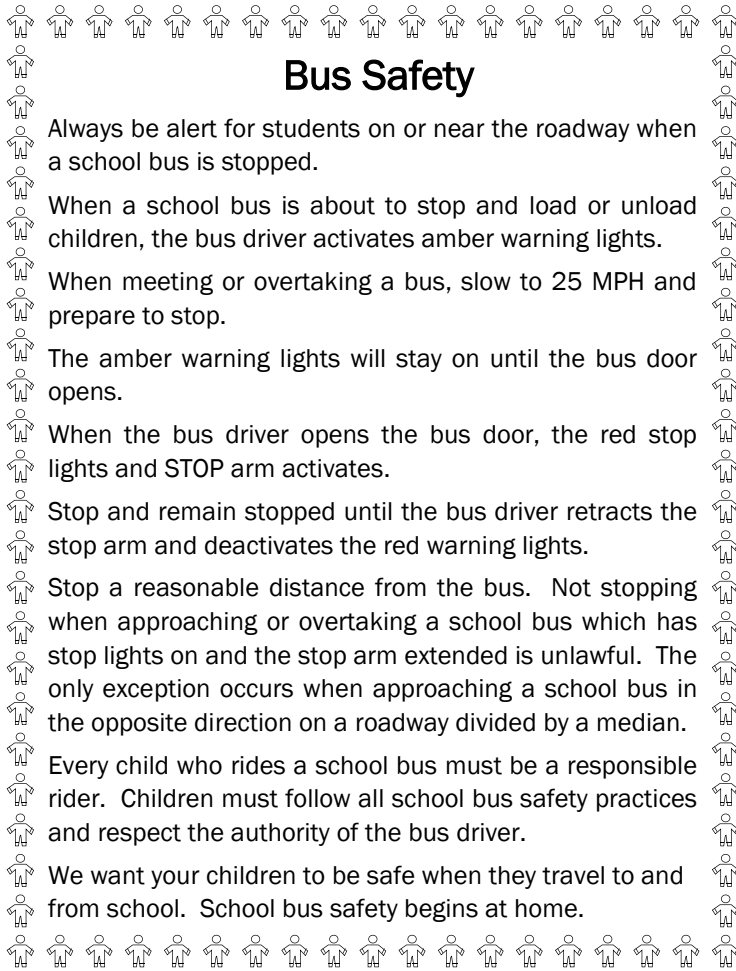 Bus Safety
Always be alert for students on or near the roadway when
a school bus is stopped.
When a school bus is about to stop and load or unload
children, the bus driver activates amber warning lights.
When meeting or overtaking a bus, slow to 25 MPH and
prepare to stop.
The amber warning lights will stay on until the bus door
opens.
When the bus driver opens the bus door, the red stop
lights and STOP arm activates.
Stop and remain stopped until the bus driver retracts the
stop arm and deactivates the red warning lights.
Stop a reasonable distance from the bus.  Not stopping
when approaching or overtaking a school bus which has
stop lights on and the stop arm extended is unlawful.  The
only exception occurs when approaching a school bus in
the opposite direction on a roadway divided by a median.
Every child who rides a school bus must be a responsible
rider.  Children must follow all school bus safety practices
and respect the authority of the bus driver.
We want your children to be safe when they travel to and
from school.  School bus safety begins at home.